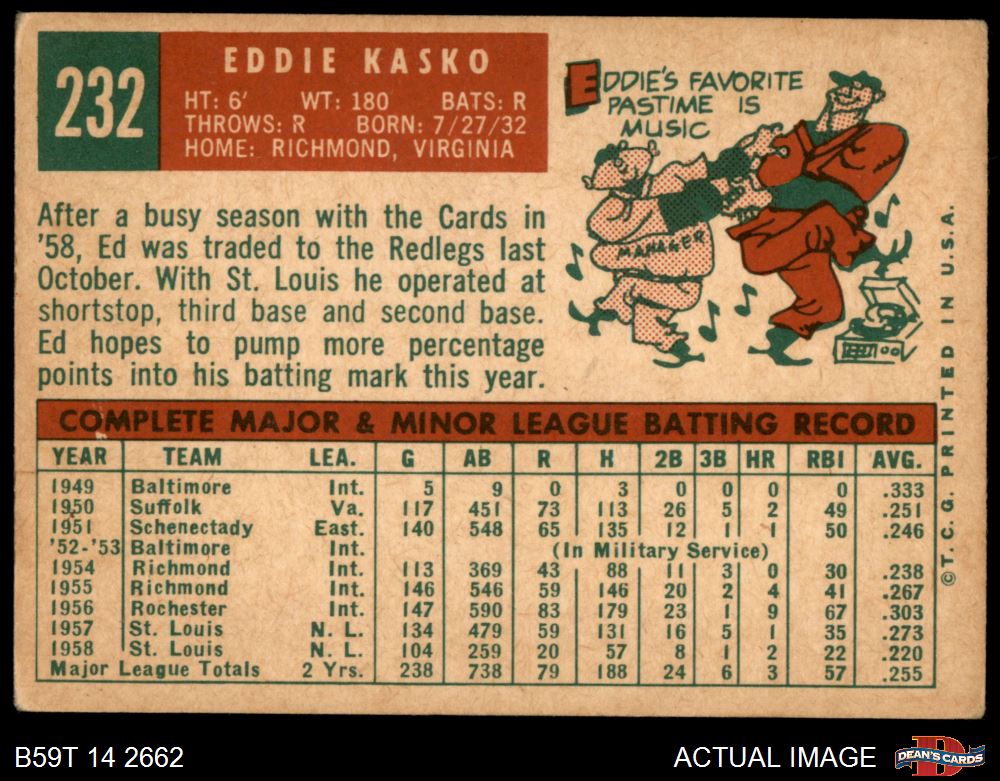 232
EDDIE KASKO
HT: 6' WT: 180 BATS: R
THROWS: R BORN: 7/27/32
HOME: RICHMOND, VIRGINIA
EDDIE'S FAVORITE
PASTIME IS
MUSIC
MANAGER
After a busy season with the Cards in
'58, Ed was traded to the Redlegs last
October. With St. Louis he operated at
shortstop, third base and second base.
Ed hopes to pump more percentage
points into his batting mark this year.
COMPLETE MAJOR & MINOR LEAGUE BATTING RECORD
YEAR TEAM LEA. G AB R H 2B 3B HR RBI AVG.
1949 Baltimore Int. 5 9 0 3 0 0 0 0 .333
1950 Suffolk Va. 117 451 73 113 26 5 2 49 .251
1951 Schenectady East. 140 548 65 135 12 1 1 50 .246
'52-'53 Baltimore Int. (In Military Service)
1954 Richmond Int. 113 369 43 88 11 3 0 30 .238
1955 Richmond Int. 146 546 59 146 20 2 4 41 .267
1956 Rochester Int. 147 590 83 179 23 1 9 67 .303
1957 St. Louis N. L. 134 479 59 131 16 5 1 35 .273
1958 St. Louis N. L. 104 259 20 57 8 1 2 22 .220
Major League Totals 2 Yrs. 238 738 79 188 24 6 3 57 .255
©T. C. G. PRINTED IN U.S.A.
B59T 14 2662
ACTUAL IMAGE
D
DEAN'S CARDS